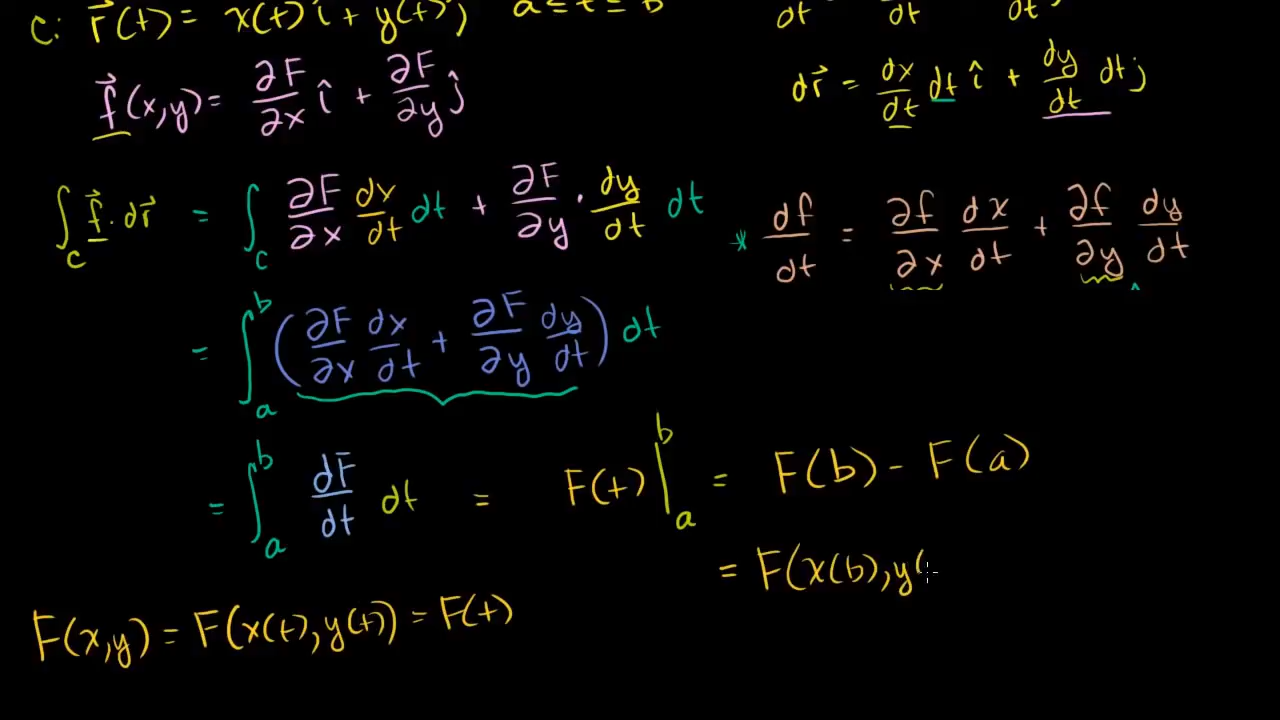 C: r⃗(t) = x(t) î + y(t) ĵ   a ≤ t ≤ b
f⃗(x,y) = ∂F/∂x î + ∂F/∂y ĵ
dr⃗ = dx/dt dt î + dy/dt dt j
∫_C f⃗ · dr⃗ = ∫_C ∂F/∂x dx/dt dt + ∂F/∂y · dy/dt dt
* df/dt = ∂f/∂x dx/dt + ∂f/∂y dy/dt
= ∫_a^b (∂F/∂x dx/dt + ∂F/∂y dy/dt) dt
= ∫_a^b dF/dt dt = F(t) |_a^b = F(b) - F(a)
= F(x(b), y(
F(x,y) = F(x(t), y(t)) = F(t)